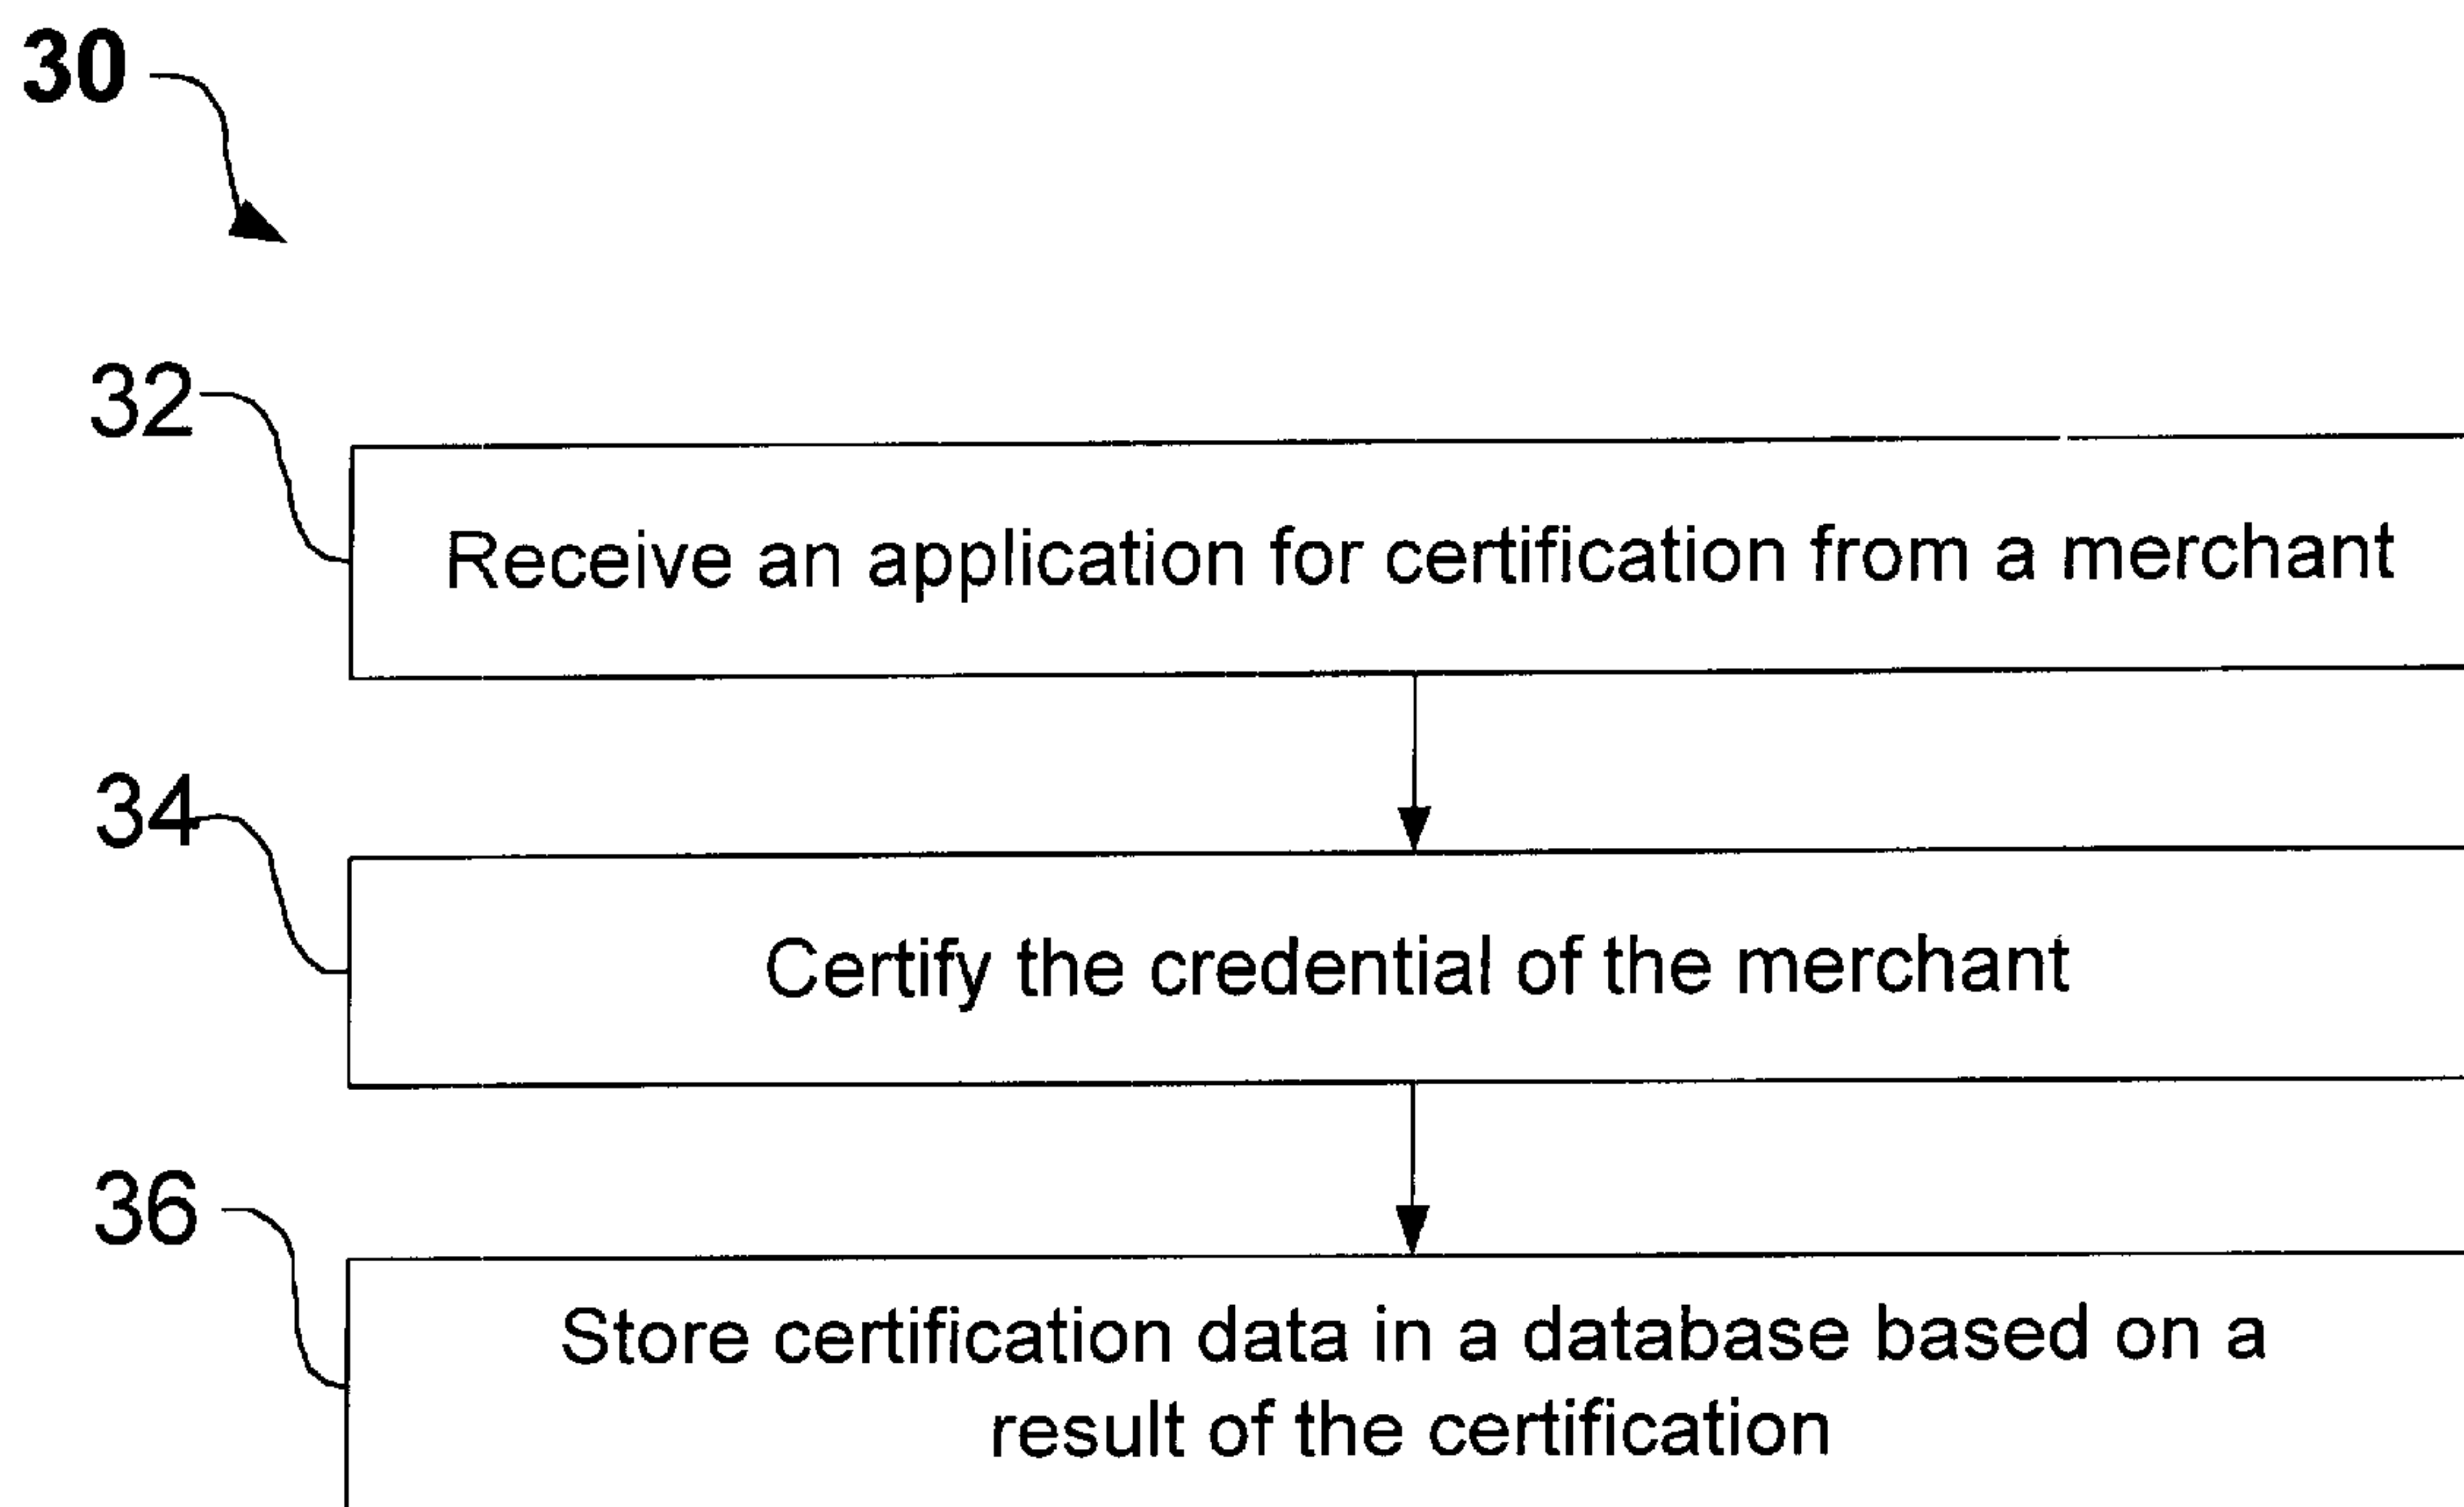 30
32
Receive an application for certification from a merchant
34
Certify the credential of the merchant
36
Store certification data in a database based on a
result of the certification